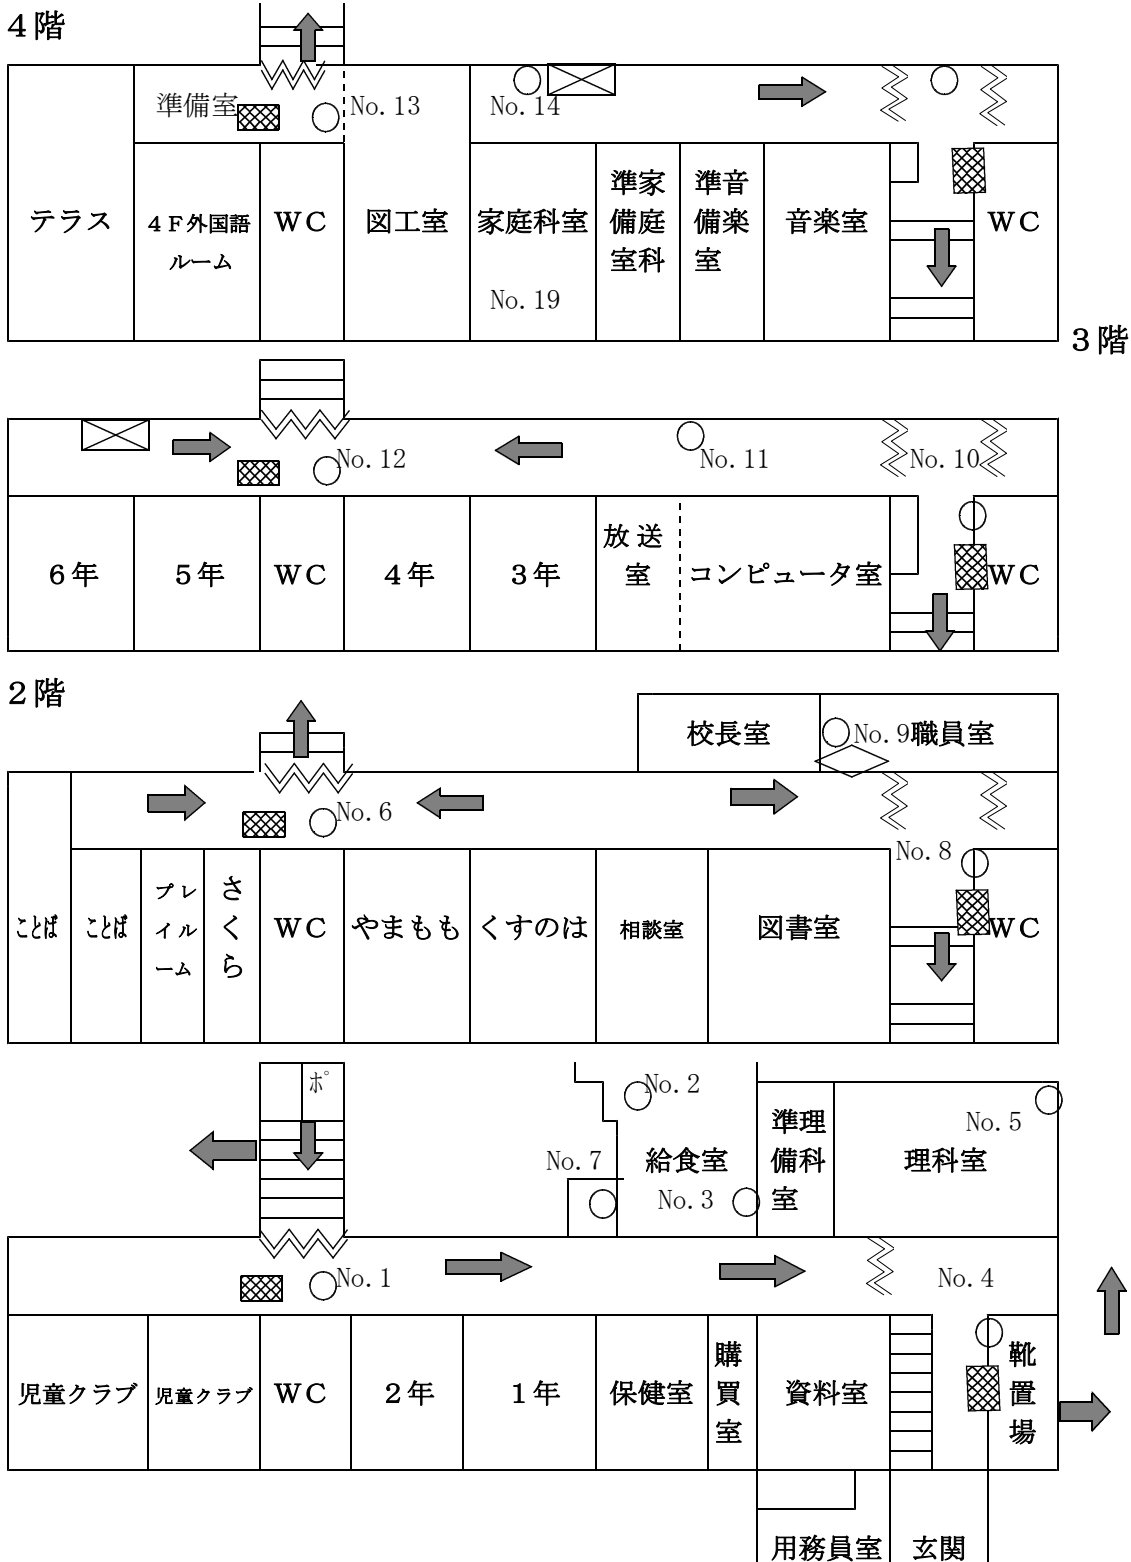 ４階
準備室
No.13
No.14
テラス
４Ｆ外国語
ルーム
ＷＣ
図工室
家庭科室
準家
備庭
室科
準音
備楽
室
音楽室
ＷＣ
No.19
３階
No.12
No.11
No.10
６年
５年
ＷＣ
４年
３年
放送
室
コンピュータ室
ＷＣ
２階
校長室
No.9
職員室
No.6
No.8
ことば
ことば
プレ
イル
ーム
さ
く
ら
ＷＣ
やまもも
くすのは
相談室
図書室
ＷＣ
ポ
No.2
No.7
給食室
No.3
準理
備科
室
No.5
理科室
No.1
No.4
児童クラブ
児童クラブ
ＷＣ
２年
１年
保健室
購
買
室
資料室
靴
置
場
用務員室
玄関